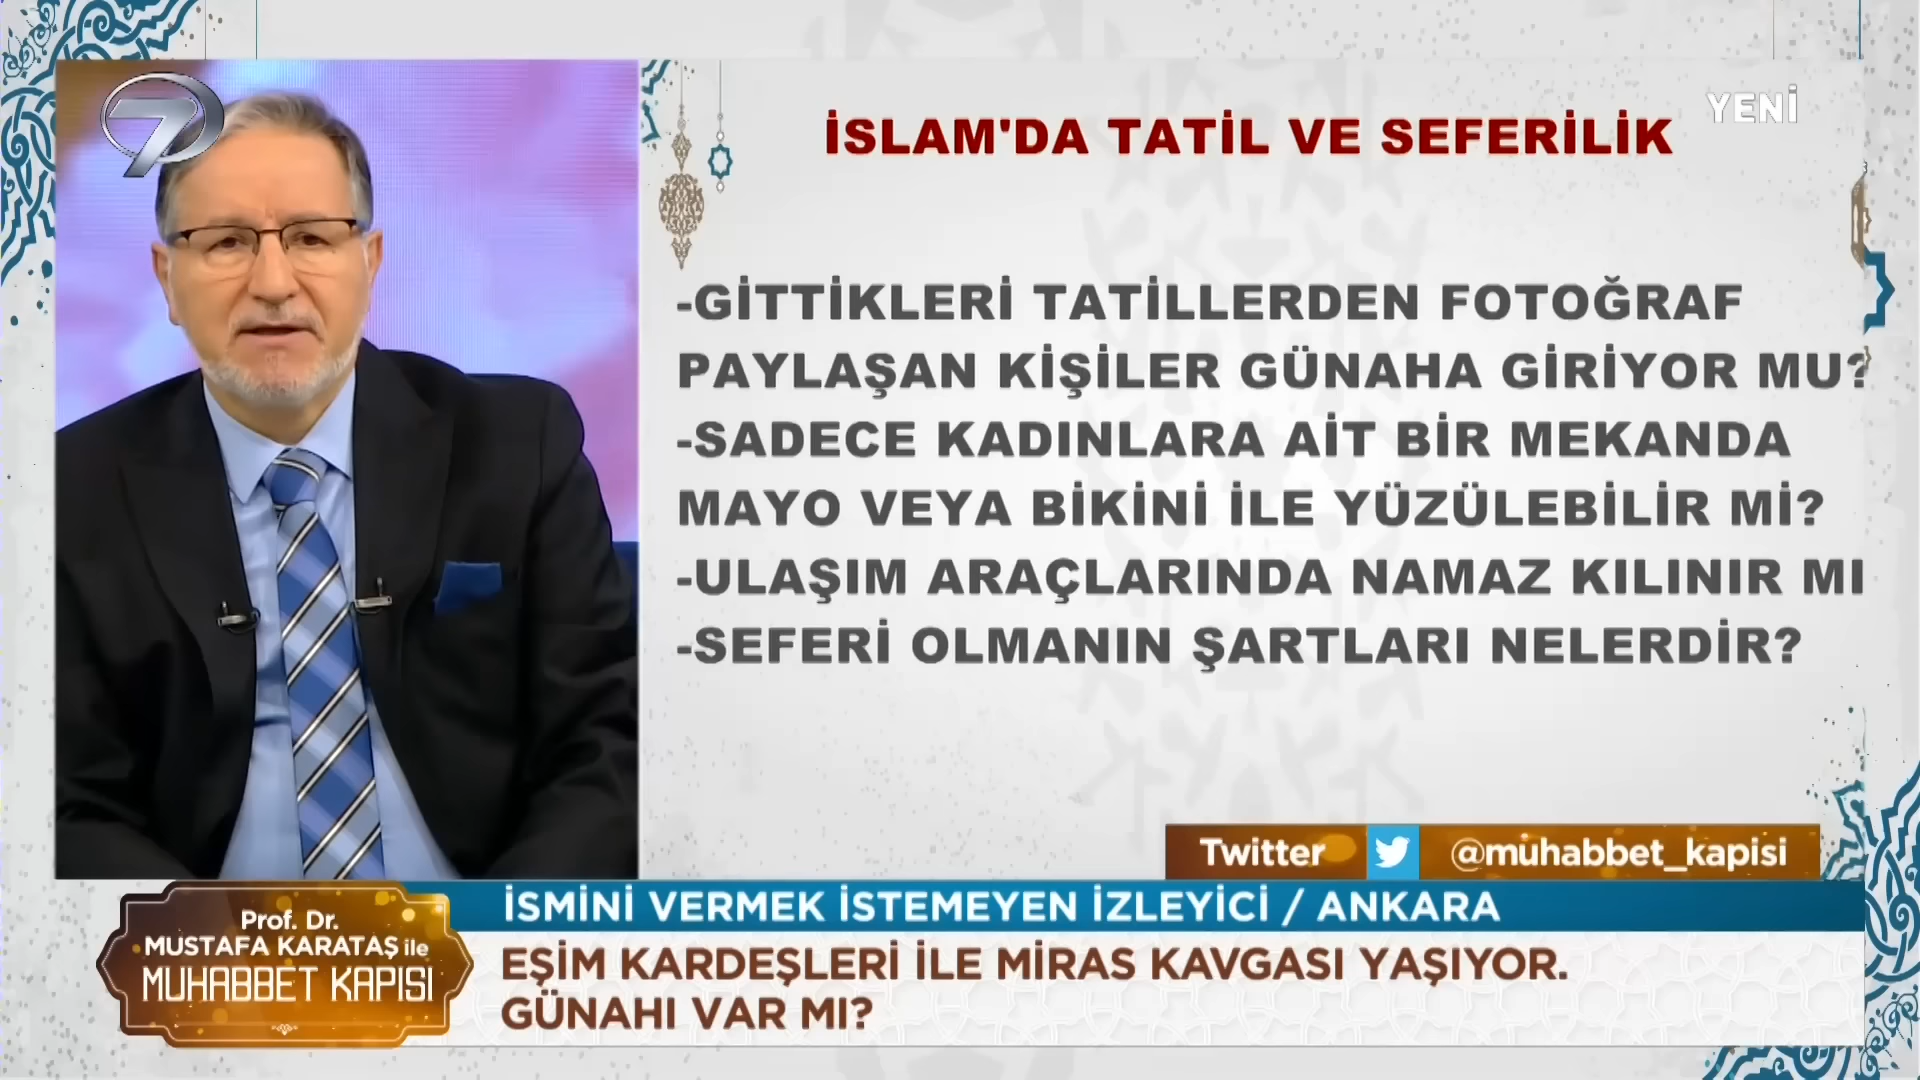 7
YENİ
İSLAM'DA TATİL VE SEFERİLİK
-GİTTİKLERİ TATİLLERDEN FOTOĞRAF
PAYLAŞAN KİŞİLER GÜNAHA GİRİYOR MU?
-SADECE KADINLARA AİT BİR MEKANDA
MAYO VEYA BİKİNİ İLE YÜZÜLEBİLİR Mİ?
-ULAŞIM ARAÇLARINDA NAMAZ KILINIR MI
-SEFERİ OLMANIN ŞARTLARI NELERDİR?
Twitter @muhabbet_kapisi
İSMİNİ VERMEK İSTEMEYEN İZLEYİCİ / ANKARA
Prof. Dr.
MUSTAFA KARATAŞ ile
MUHABBET KAPISI
EŞİM KARDEŞLERİ İLE MİRAS KAVGASI YAŞIYOR.
GÜNAHI VAR MI?